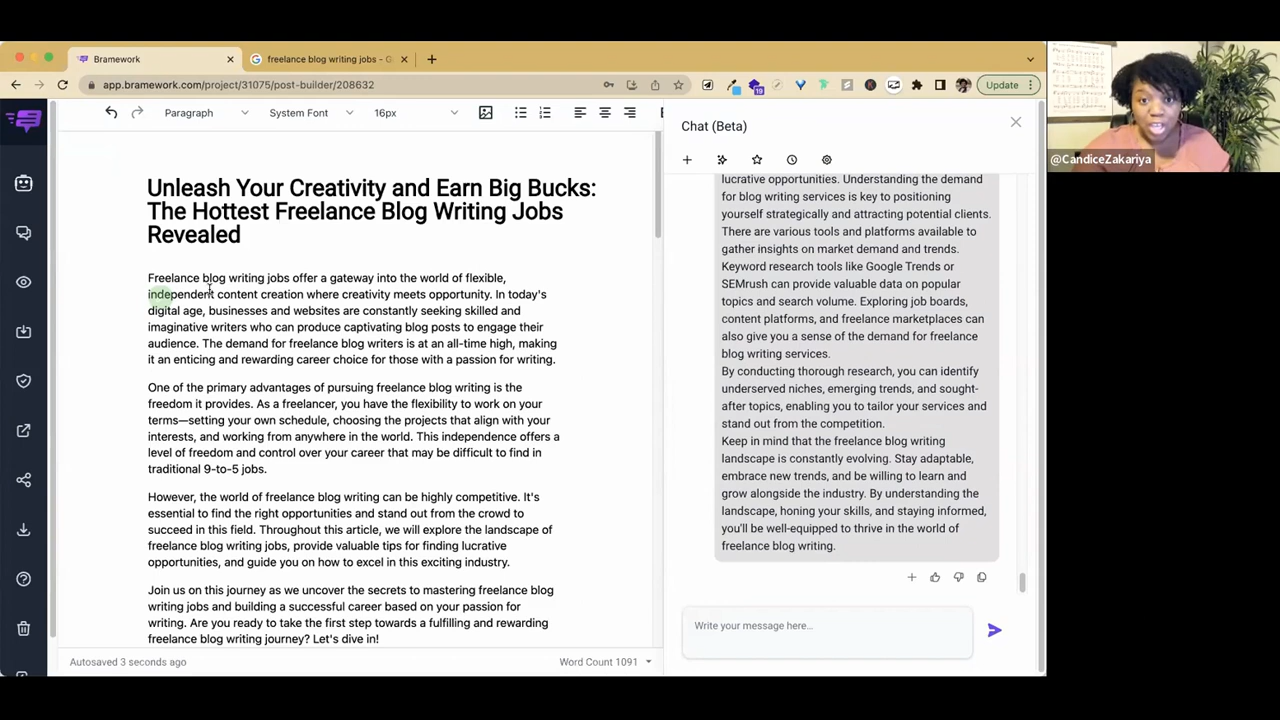 Bramework
freelance blog writing jobs - G
app.bramework.com/project/31075/post-builder/208632
19
Update
@CandiceZakariya
Paragraph
System Font
16px
Unleash Your Creativity and Earn Big Bucks:
The Hottest Freelance Blog Writing Jobs
Revealed
Freelance blog writing jobs offer a gateway into the world of flexible,
independent content creation where creativity meets opportunity. In today's
digital age, businesses and websites are constantly seeking skilled and
imaginative writers who can produce captivating blog posts to engage their
audience. The demand for freelance blog writers is at an all-time high, making
it an enticing and rewarding career choice for those with a passion for writing.
One of the primary advantages of pursuing freelance blog writing is the
freedom it provides. As a freelancer, you have the flexibility to work on your
terms—setting your own schedule, choosing the projects that align with your
interests, and working from anywhere in the world. This independence offers a
level of freedom and control over your career that may be difficult to find in
traditional 9-to-5 jobs.
However, the world of freelance blog writing can be highly competitive. It's
essential to find the right opportunities and stand out from the crowd to
succeed in this field. Throughout this article, we will explore the landscape of
freelance blog writing jobs, provide valuable tips for finding lucrative
opportunities, and guide you on how to excel in this exciting industry.
Join us on this journey as we uncover the secrets to mastering freelance blog
writing jobs and building a successful career based on your passion for
writing. Are you ready to take the first step towards a fulfilling and rewarding
freelance blog writing journey? Let's dive in!
Autosaved 3 seconds ago
Word Count 1091
Chat (Beta)
lucrative opportunities. Understanding the demand
for blog writing services is key to positioning
yourself strategically and attracting potential clients.
There are various tools and platforms available to
gather insights on market demand and trends.
Keyword research tools like Google Trends or
SEMrush can provide valuable data on popular
topics and search volume. Exploring job boards,
content platforms, and freelance marketplaces can
also give you a sense of the demand for freelance
blog writing services.
By conducting thorough research, you can identify
underserved niches, emerging trends, and sought-
after topics, enabling you to tailor your services and
stand out from the competition.
Keep in mind that the freelance blog writing
landscape is constantly evolving. Stay adaptable,
embrace new trends, and be willing to learn and
grow alongside the industry. By understanding the
landscape, honing your skills, and staying informed,
you'll be well-equipped to thrive in the world of
freelance blog writing.
Write your message here...